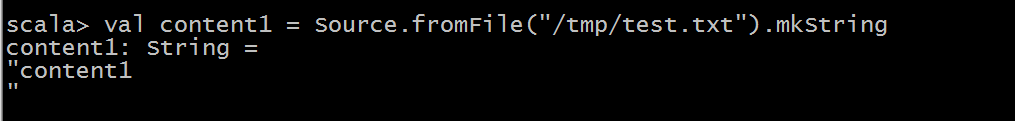 scala> val content1 = Source.fromFile("/tmp/test.txt").mkString
content1: String =
"content1
"